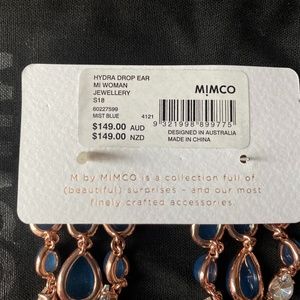 HYDRA DROP EAR
MI WOMAN
JEWELLERY
S18
60227599
MIST BLUE 4121
$149.00 AUD
$149.00 NZD
MIMCO
9 321998 899775
DESIGNED IN AUSTRALIA
MADE IN CHINA
M by MIMCO is a collection full of
(beautiful) surprises - and our most
finely crafted accessories.